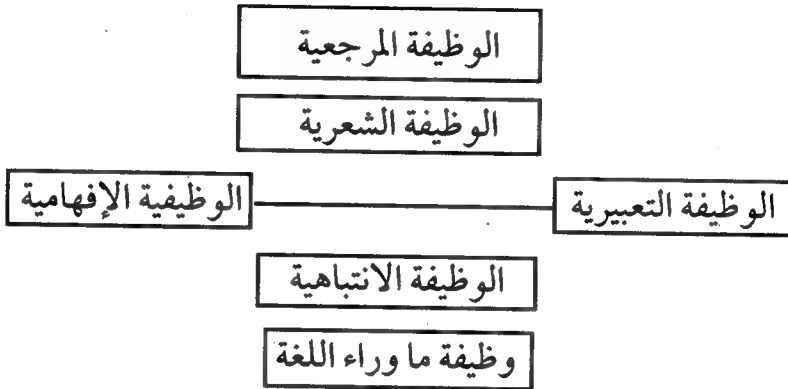 الوظيفة المرجعية
الوظيفة الشعرية
الوظيفة التعبيرية
الوظيفية الإفهامية
الوظيفة الانتباهية
وظيفة ما وراء اللغة